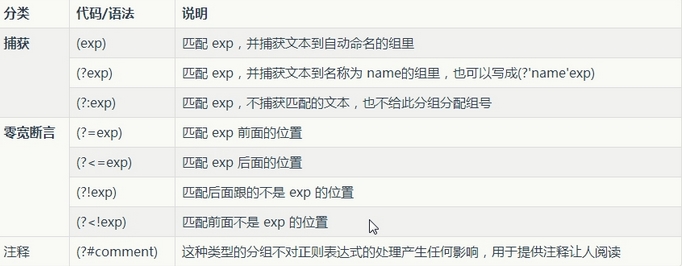 分类 代码/语法 说明
捕获 (exp) 匹配 exp，并捕获文本到自动命名的组里
(?exp) 匹配 exp，并捕获文本到名称为 name的组里，也可以写成(?'name'exp)
(?:exp) 匹配 exp，不捕获匹配的文本，也不给此分组分配组号
零宽断言 (?=exp) 匹配 exp 前面的位置
(?<=exp) 匹配 exp 后面的位置
(?!exp) 匹配后面跟的不是 exp 的位置
(?<!exp) 匹配前面不是 exp 的位置
注释 (?#comment) 这种类型的分组不对正则表达式的处理产生任何影响，用于提供注释让人阅读